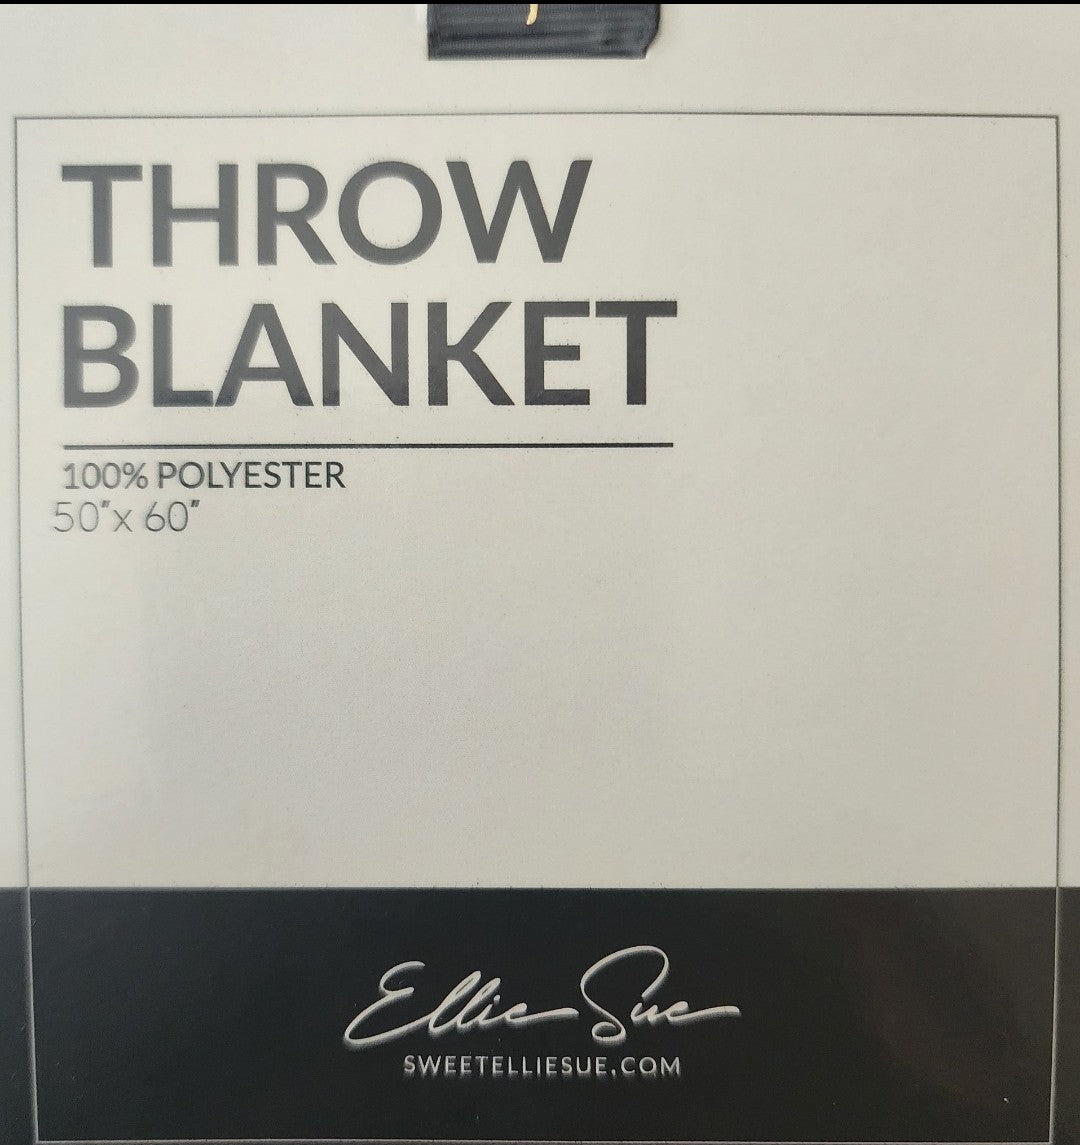 THROW
BLANKET
100% POLYESTER
50"x 60"
Ellie Sue
SWEETELLIESUE.COM